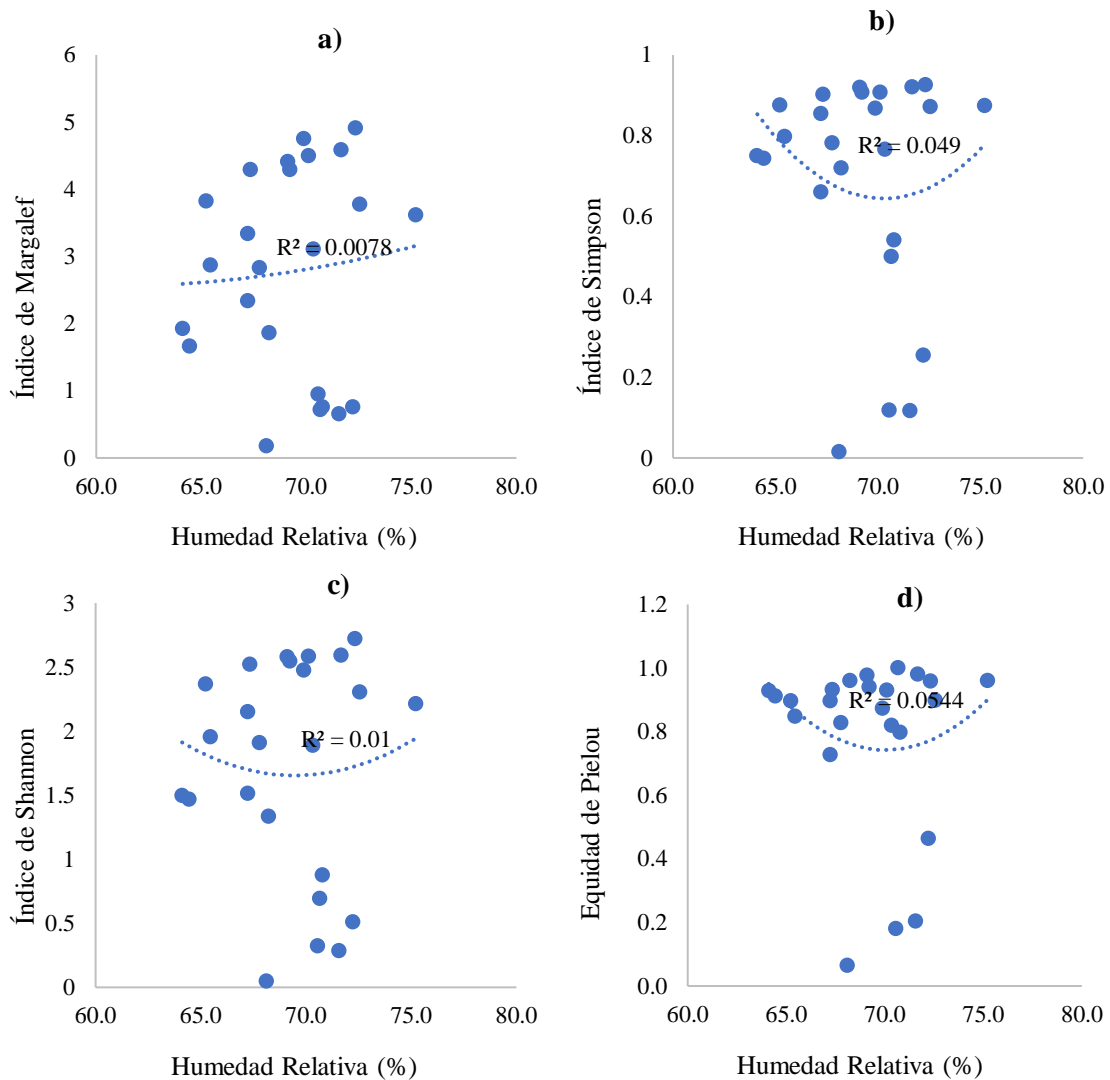 a)
6
5
4
3
2
1
0
Índice de Margalef
R² = 0.0078
60.0 65.0 70.0 75.0 80.0
Humedad Relativa (%)
b)
1
0.8
0.6
0.4
0.2
0
Índice de Simpson
R² = 0.049
60.0 65.0 70.0 75.0 80.0
Humedad Relativa (%)
c)
3
2.5
2
1.5
1
0.5
0
Índice de Shannon
R² = 0.01
60.0 65.0 70.0 75.0 80.0
Humedad Relativa (%)
d)
1.2
1.0
0.8
0.6
0.4
0.2
0.0
Equidad de Pielou
R² = 0.0544
60.0 65.0 70.0 75.0 80.0
Humedad Relativa (%)